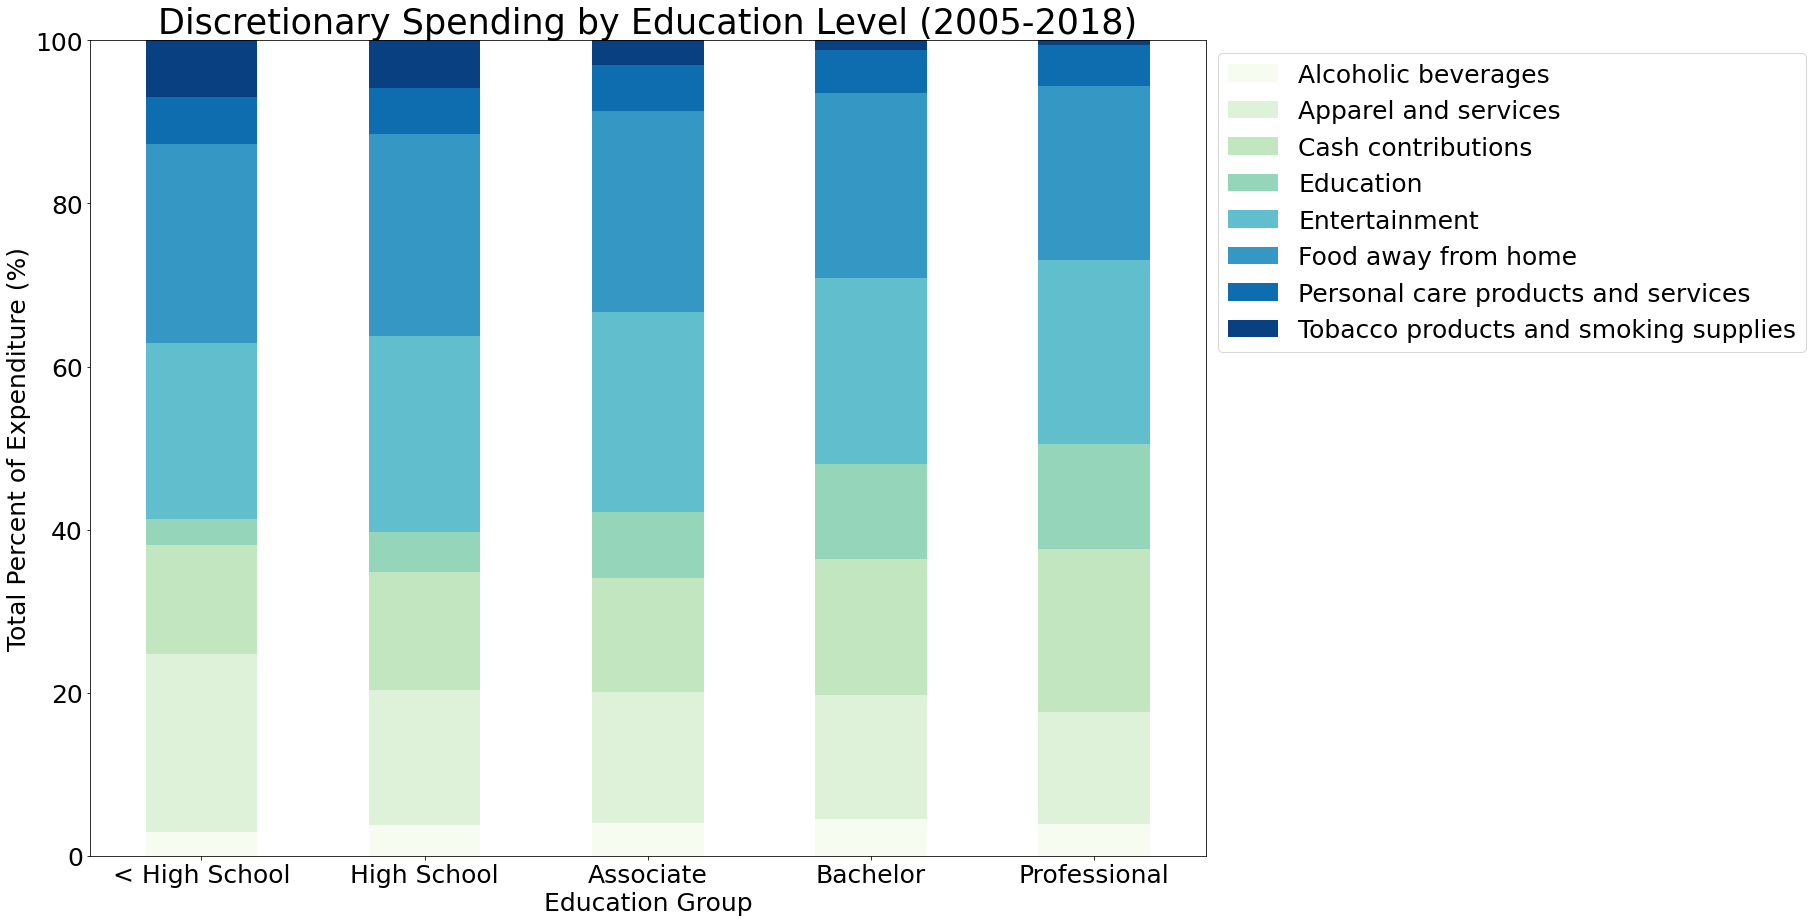 Discretionary Spending by Education Level (2005-2018)
100
80
60
40
20
0
Total Percent of Expenditure (%)
< High School
High School
Associate
Bachelor
Professional
Education Group
Alcoholic beverages
Apparel and services
Cash contributions
Education
Entertainment
Food away from home
Personal care products and services
Tobacco products and smoking supplies